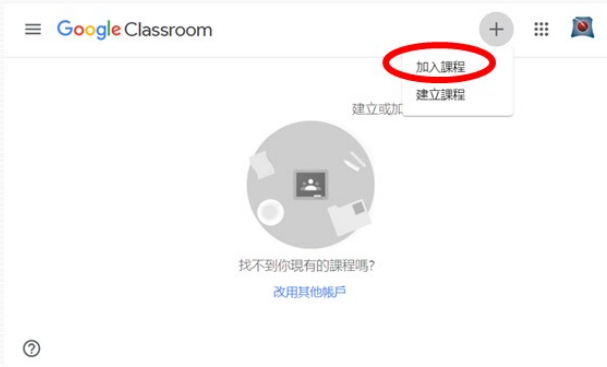 Google Classroom
加入課程
建立課程
建立或加
找不到你現有的課程嗎?
改用其他帳戶